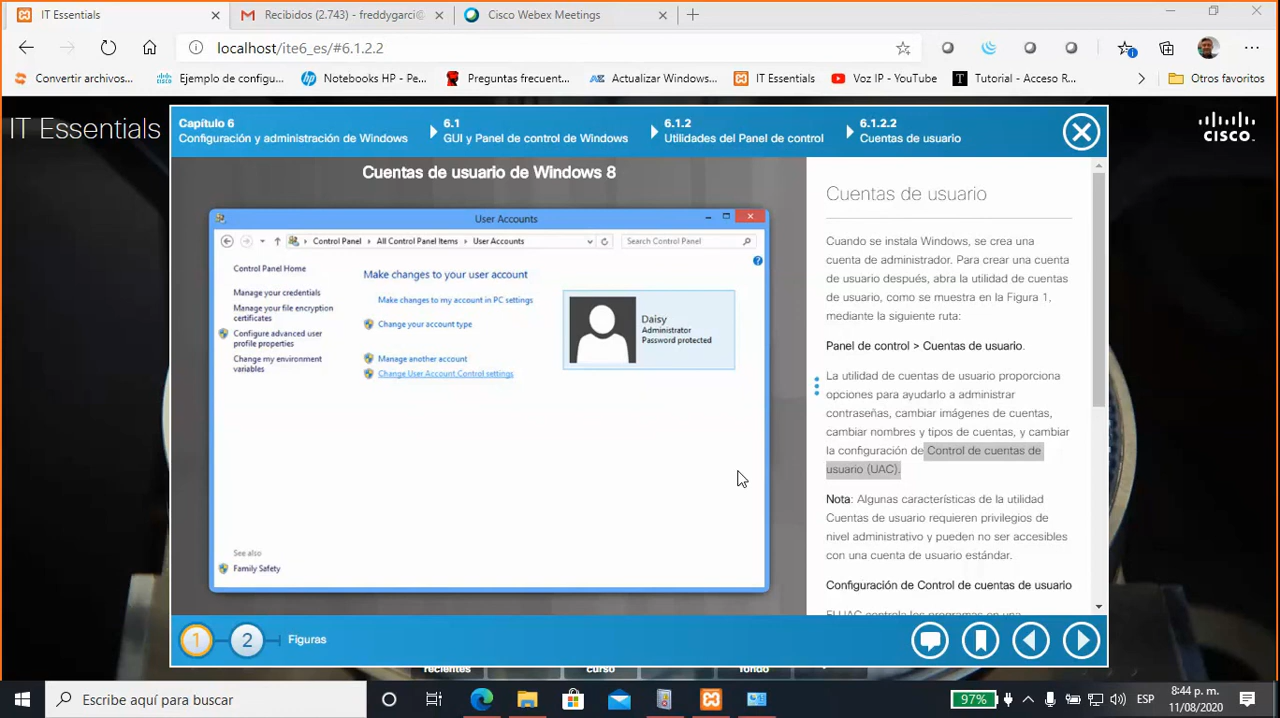 IT Essentials
Recibidos (2.743) - freddygarci@
Cisco Webex Meetings
localhost/ite6_es/#6.1.2.2
Convertir archivos...
Ejemplo de configu...
Notebooks HP - Pe...
Preguntas frecuent...
Actualizar Windows...
IT Essentials
Voz IP - YouTube
Tutorial - Acceso R...
Otros favoritos
IT Essentials
Capítulo 6
Configuración y administración de Windows
6.1
GUI y Panel de control de Windows
6.1.2
Utilidades del Panel de control
6.1.2.2
Cuentas de usuario
CISCO
Cuentas de usuario de Windows 8
User Accounts
Control Panel
All Control Panel Items
User Accounts
Search Control Panel
Control Panel Home
Manage your credentials
Manage your file encryption
certificates
Configure advanced user
profile properties
Change my environment
variables
Make changes to your user account
Make changes to my account in PC settings
Change your account type
Manage another account
Change User Account Control settings
Daisy
Administrator
Password protected
See also
Family Safety
Cuentas de usuario
Cuando se instala Windows, se crea una
cuenta de administrador. Para crear una cuenta
de usuario después, abra la utilidad de cuentas
de usuario, como se muestra en la Figura 1,
mediante la siguiente ruta:
Panel de control > Cuentas de usuario.
La utilidad de cuentas de usuario proporciona
opciones para ayudarlo a administrar
contraseñas, cambiar imágenes de cuentas,
cambiar nombres y tipos de cuentas, y cambiar
la configuración de Control de cuentas de
usuario (UAC).
Nota: Algunas características de la utilidad
Cuentas de usuario requieren privilegios de
nivel administrativo y pueden no ser accesibles
con una cuenta de usuario estándar.
Configuración de Control de cuentas de usuario
El UAC controla los programas en una
1
2
Figuras
recientes
curso
fondo
Escribe aquí para buscar
97%
ESP
8:44 p. m.
11/08/2020